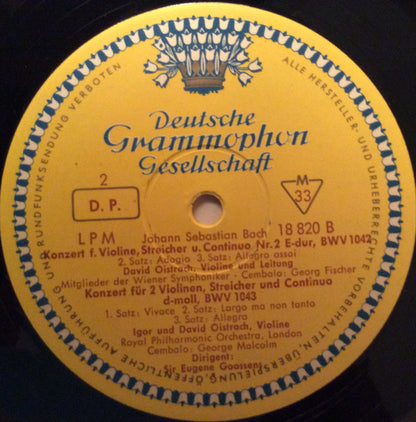 Deutsche
Grammophon
Gesellschaft
2
D. P.
M
33
LPM
Johann Sebastian Bach
18 820 B
Konzert f. Violine, Streicher u. Continuo Nr. 2 E-dur, BWV 1042
2. Satz: Adagio 3. Satz: Allegro assai
David Oistrach, Violine und Leitung
Mitglieder der Wiener Symphoniker - Cembalo: Georg Fischer
Konzert für 2 Violinen, Streicher und Continuo
d-moll, BWV 1043
1. Satz: Vivace 2. Satz: Largo ma non tanto
3. Satz: Allegro
Igor und David Oistrach, Violine
Royal Philharmonic Orchestra, London
Cembalo: George Malcolm
Dirigent:
Sir Eugene Goossens
ALLE HERSTELLER- UND URHEBERRECHTE VORBEHALTEN. ÜBERSPIELUNG, ÖFFENTLICHE AUFFÜHRUNG UND RUNDFUNKSENDUNG VERBOTEN